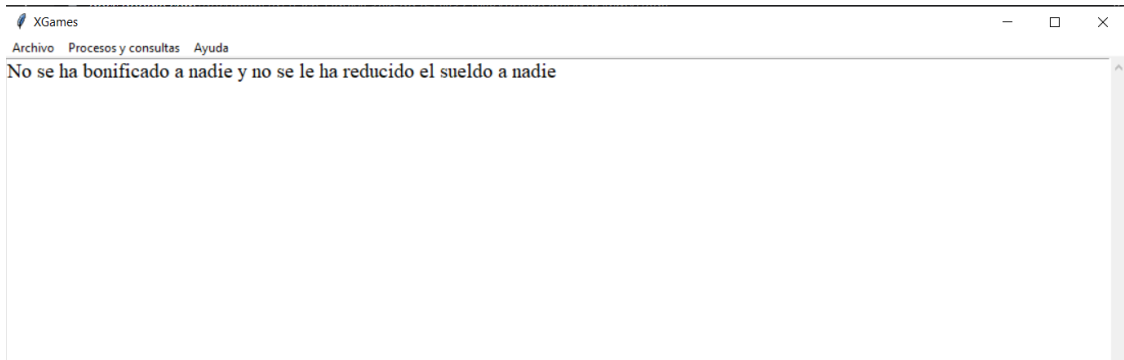 XGames
Archivo Procesos y consultas Ayuda
No se ha bonificado a nadie y no se le ha reducido el sueldo a nadie